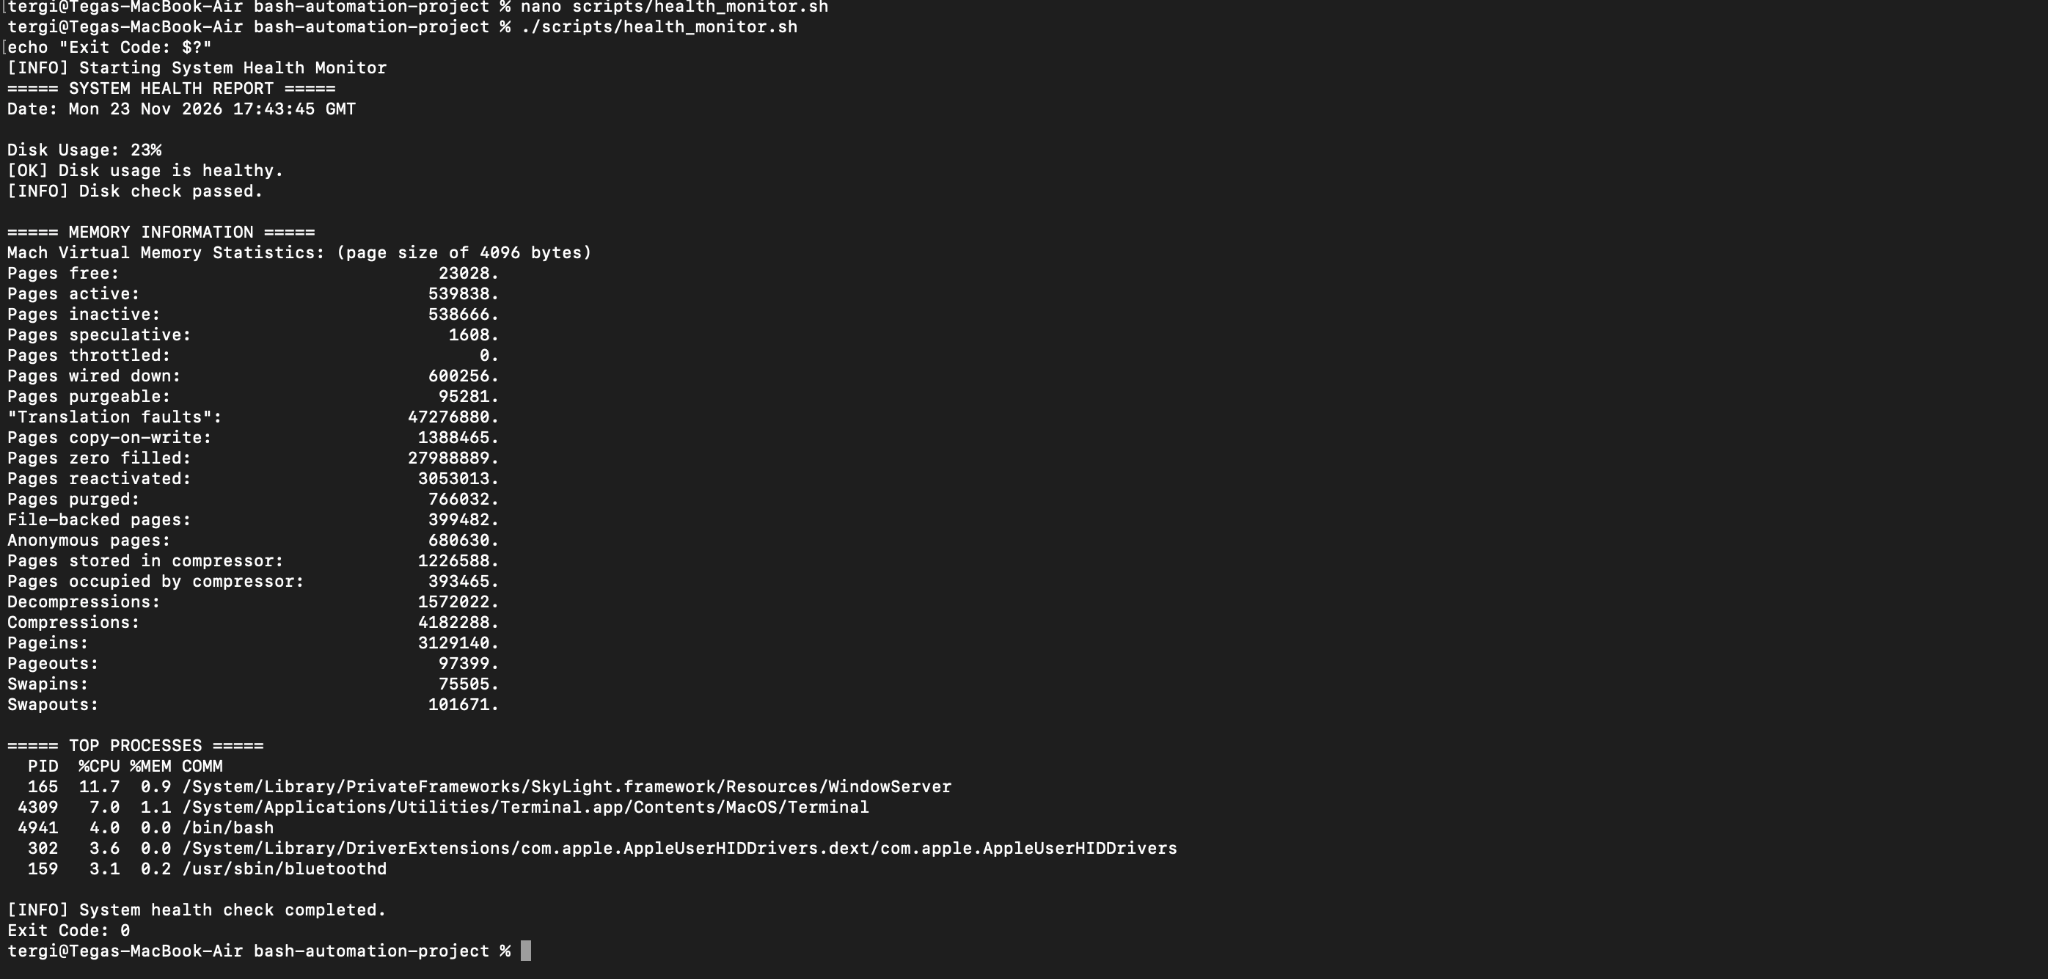 [tergi@Tegas-MacBook-Air bash-automation-project % nano scripts/health_monitor.sh
tergi@Tegas-MacBook-Air bash-automation-project % ./scripts/health_monitor.sh
[echo "Exit Code: $?"
[INFO] Starting System Health Monitor
===== SYSTEM HEALTH REPORT =====
Date: Mon 23 Nov 2026 17:43:45 GMT
Disk Usage: 23%
[OK] Disk usage is healthy.
[INFO] Disk check passed.
===== MEMORY INFORMATION =====
Mach Virtual Memory Statistics: (page size of 4096 bytes)
Pages free: 23028.
Pages active: 539838.
Pages inactive: 538666.
Pages speculative: 1608.
Pages throttled: 0.
Pages wired down: 600256.
Pages purgeable: 95281.
"Translation faults": 47276880.
Pages copy-on-write: 1388465.
Pages zero filled: 27988889.
Pages reactivated: 3053013.
Pages purged: 766032.
File-backed pages: 399482.
Anonymous pages: 680630.
Pages stored in compressor: 1226588.
Pages occupied by compressor: 393465.
Decompressions: 1572022.
Compressions: 4182288.
Pageins: 3129140.
Pageouts: 97399.
Swapins: 75505.
Swapouts: 101671.
===== TOP PROCESSES =====
PID %CPU %MEM COMM
165 11.7 0.9 /System/Library/PrivateFrameworks/SkyLight.framework/Resources/WindowServer
4309 7.0 1.1 /System/Applications/Utilities/Terminal.app/Contents/MacOS/Terminal
4941 4.0 0.0 /bin/bash
302 3.6 0.0 /System/Library/DriverExtensions/com.apple.AppleUserHIDDrivers.dext/com.apple.AppleUserHIDDrivers
159 3.1 0.2 /usr/sbin/bluetoothd
[INFO] System health check completed.
Exit Code: 0
tergi@Tegas-MacBook-Air bash-automation-project %